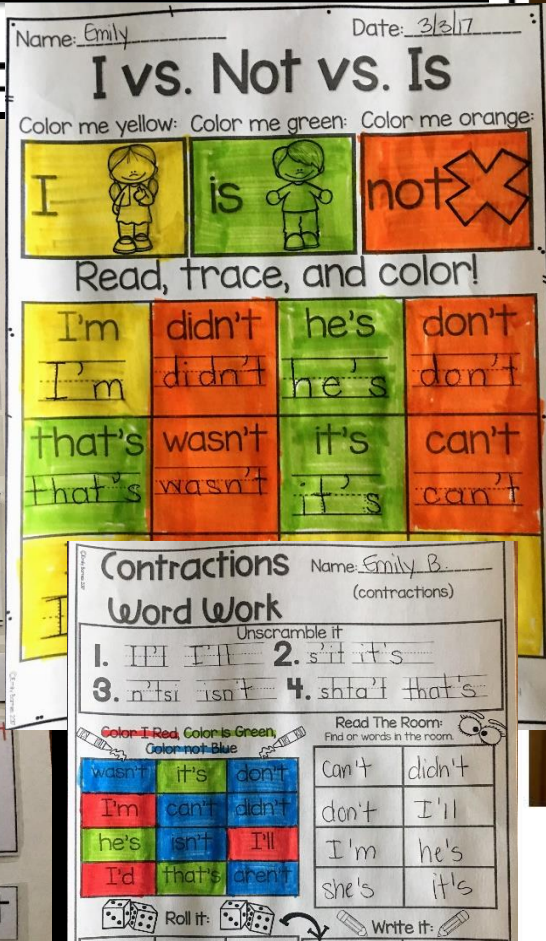 Name: Emily Date: 3/3/17
I vs. Not vs. Is
Color me yellow: Color me green: Color me orange:
I is not
Read, trace, and color!
I'm didn't he's don't
I'm didn't he's don't
that's wasn't it's can't
that's wasn't it's can't
I
Contractions Name: Emily B.
Word Work (contractions)
Unscramble it
1. I'll 2. s'it it's
3. n'tsi isn't 4. shta't that's
Color I Red, Color is Green,
Color not Blue
wasn't it's don't
I'm can't didn't
he's isn't I'll
I'd that's aren't
Read The Room:
Find or words in the room.
Can't didn't
don't I'll
I'm he's
she's it's
Roll it: Write it: